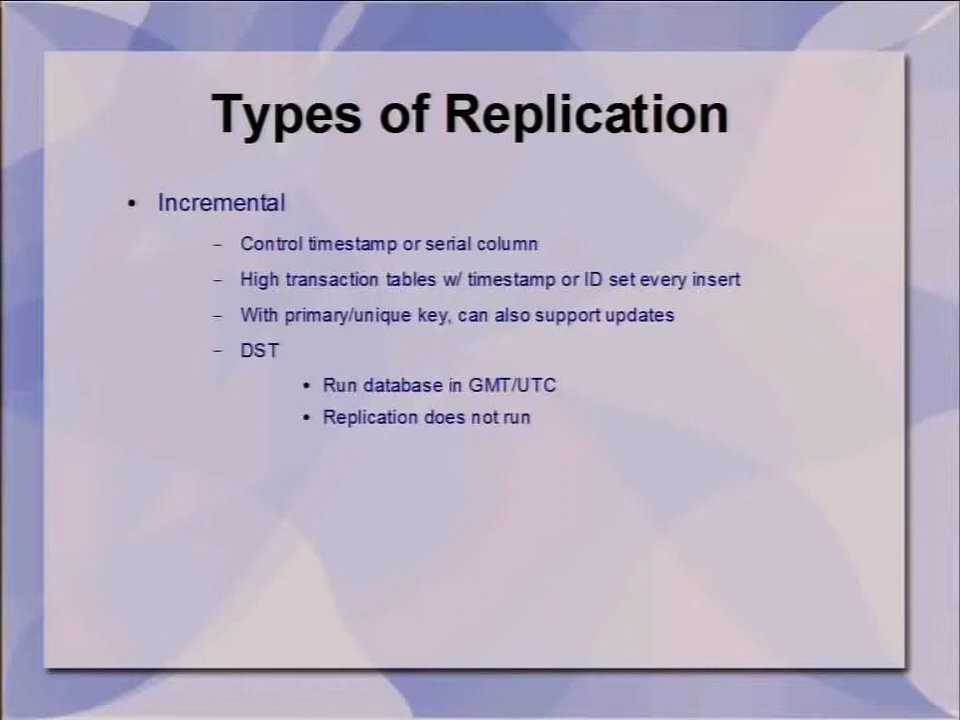 Types of Replication
• Incremental
– Control timestamp or serial column
– High transaction tables w/ timestamp or ID set every insert
– With primary/unique key, can also support updates
– DST
• Run database in GMT/UTC
• Replication does not run